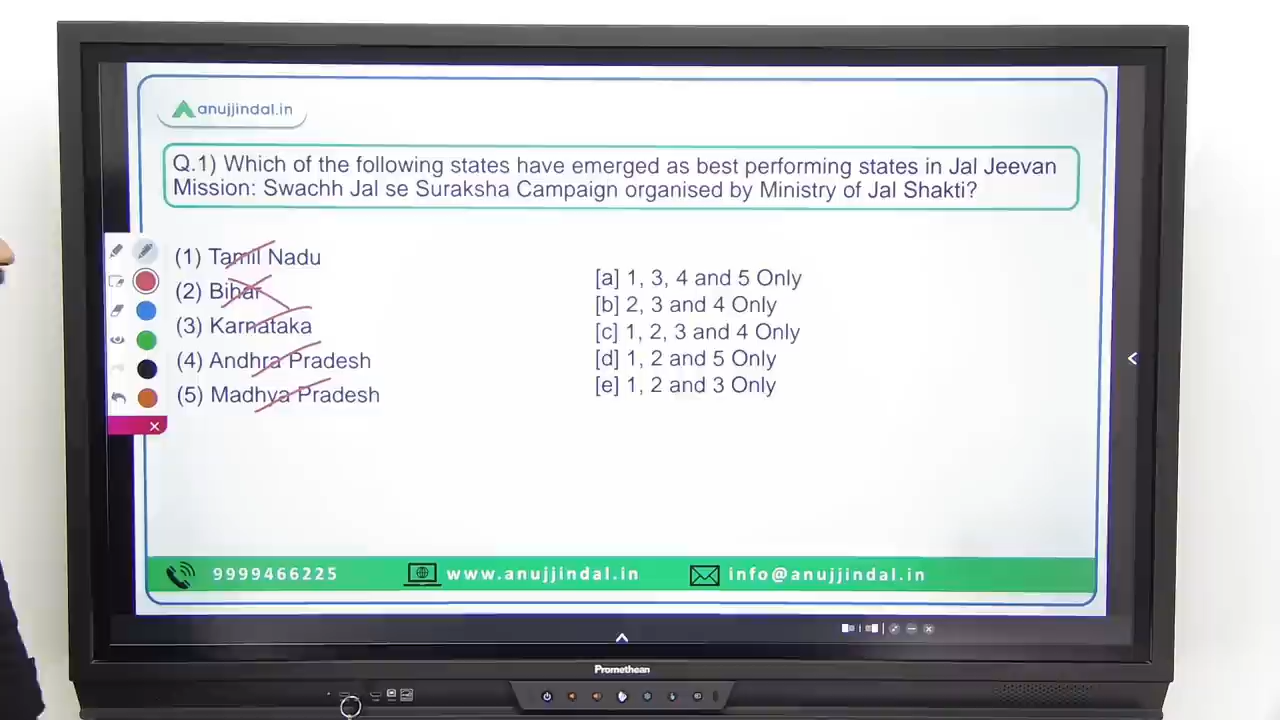 anujjindal.in
Q.1) Which of the following states have emerged as best performing states in Jal Jeevan
Mission: Swachh Jal se Suraksha Campaign organised by Ministry of Jal Shakti?
(1) Tamil Nadu
(2) Bihar
(3) Karnataka
(4) Andhra Pradesh
(5) Madhya Pradesh
[a] 1, 3, 4 and 5 Only
[b] 2, 3 and 4 Only
[c] 1, 2, 3 and 4 Only
[d] 1, 2 and 5 Only
[e] 1, 2 and 3 Only
9999466225 www.anujjindal.in info@anujjindal.in
Promethean